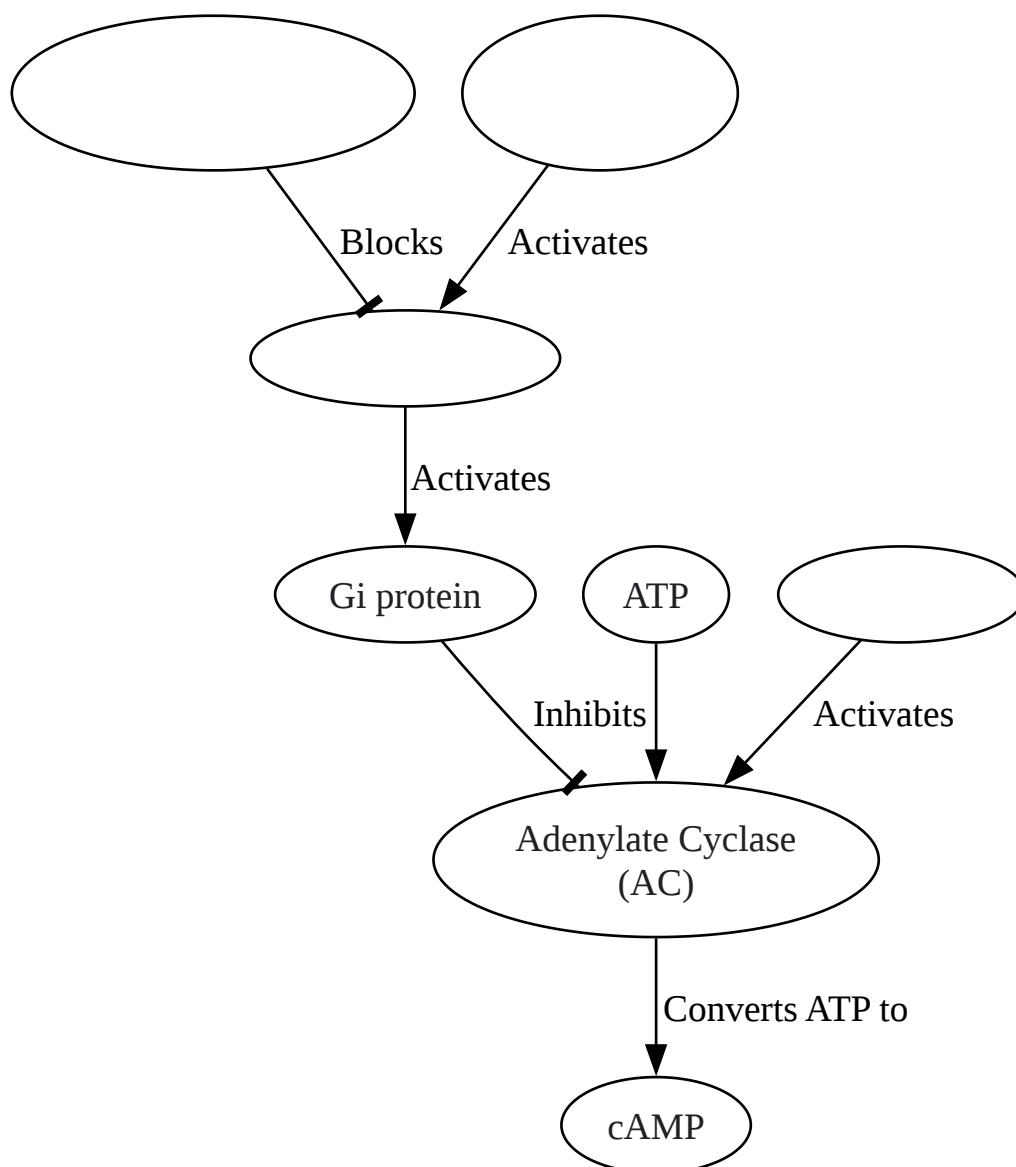 Blocks
Activates
Activates
Gi protein
ATP
Inhibits
Activates
Adenylate Cyclase
(AC)
Converts ATP to
cAMP